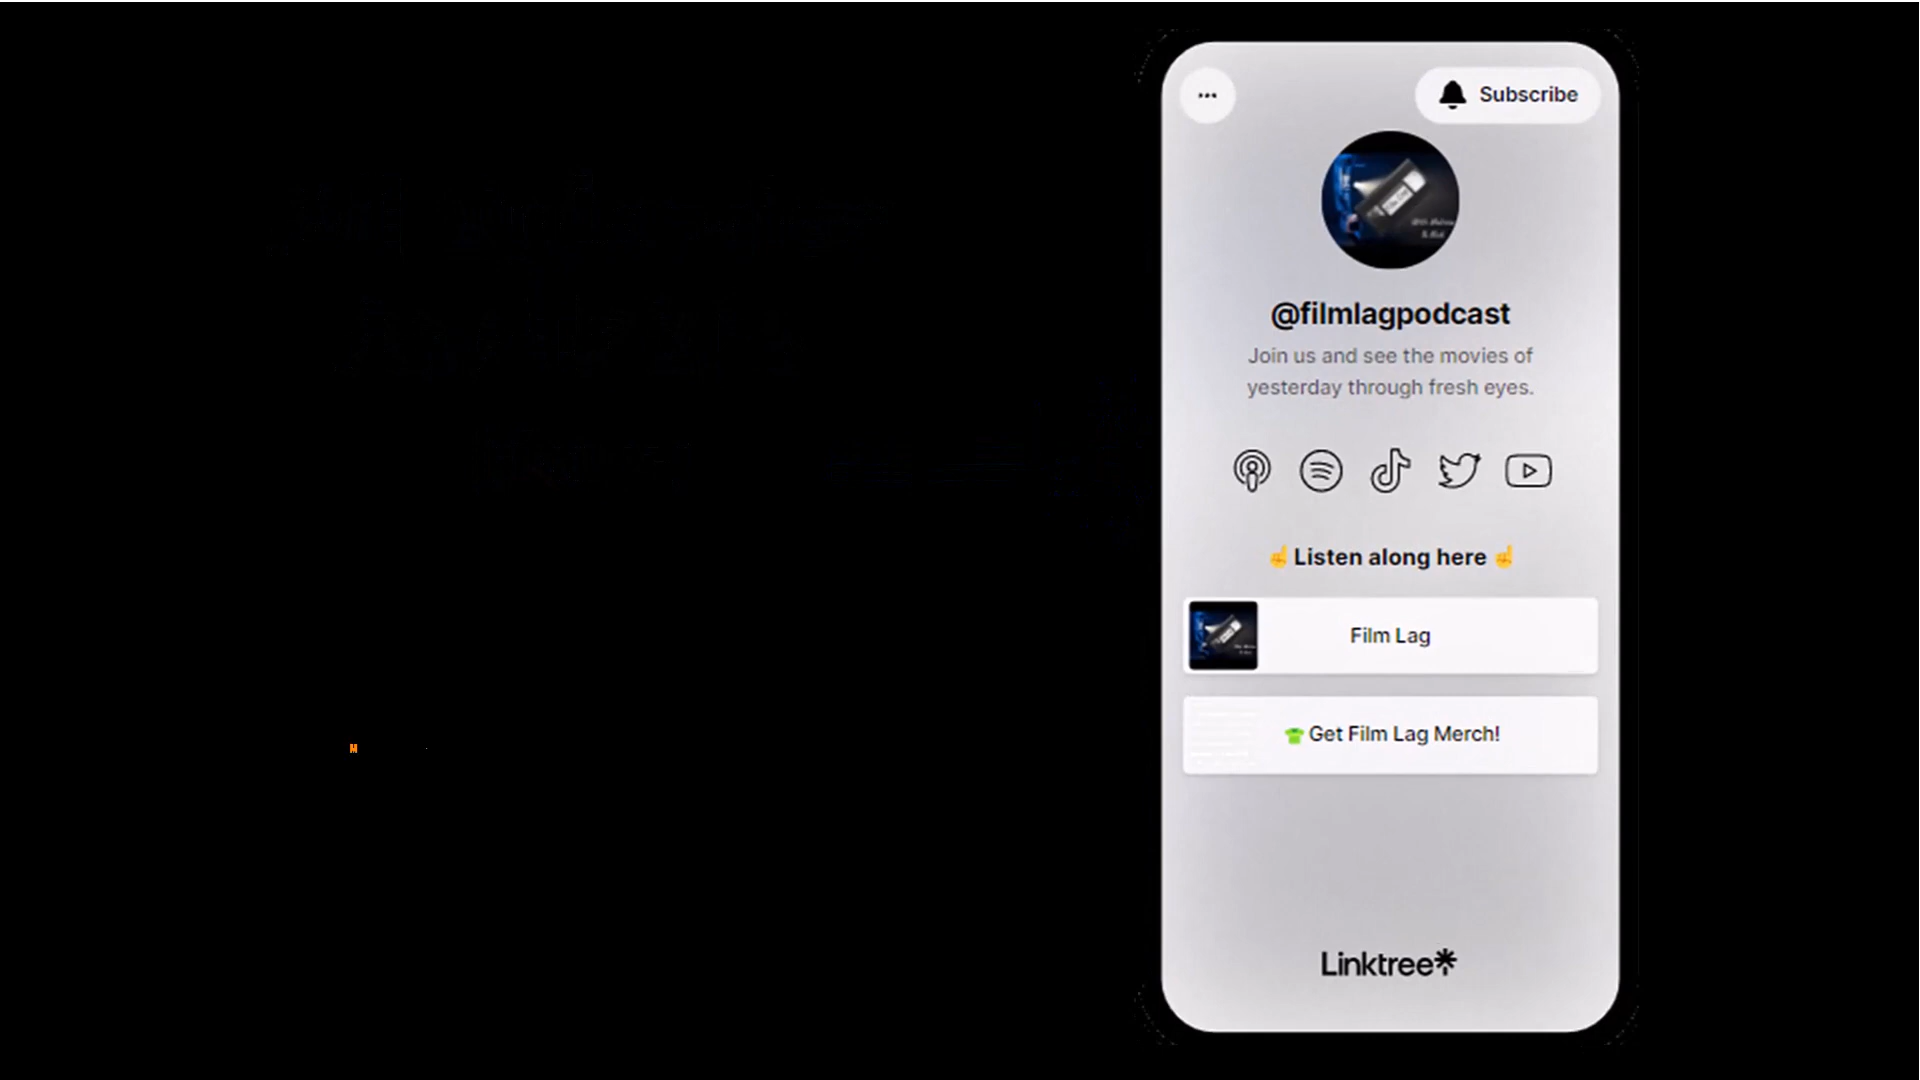 Subscribe
@filmlagpodcast
Join us and see the movies of
yesterday through fresh eyes.
☝Listen along here☝
Film Lag
Get Film Lag Merch!
Linktree
M